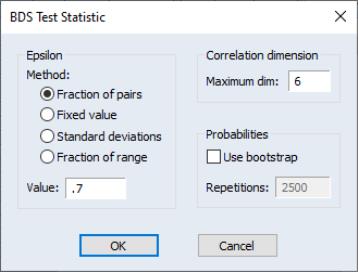 BDS Test Statistic
Epsilon
Method:
Fraction of pairs
Fixed value
Standard deviations
Fraction of range
Value: .7
Correlation dimension
Maximum dim: 6
Probabilities
Use bootstrap
Repetitions: 2500
OK
Cancel